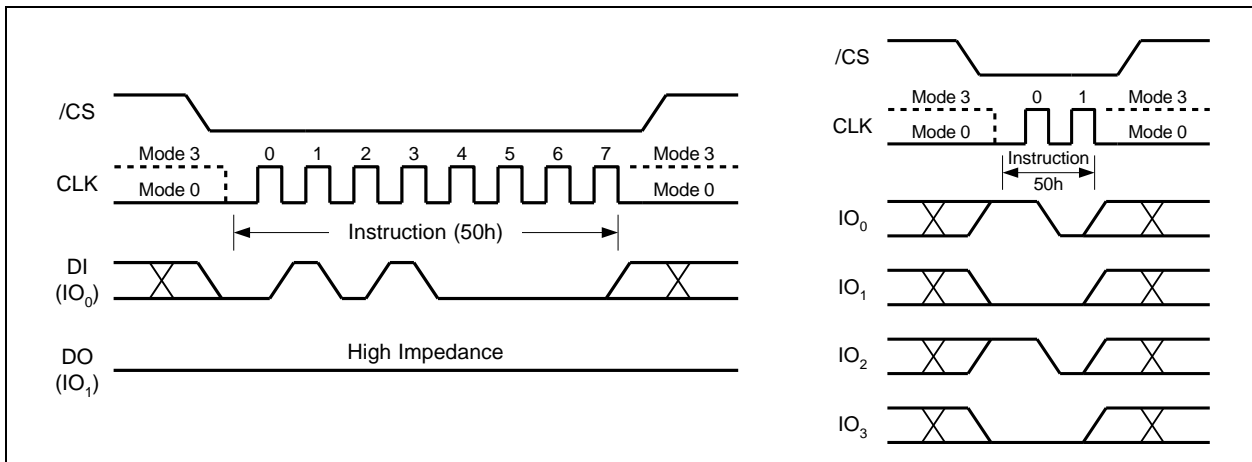 /CS
Mode 3
0 1 2 3 4 5 6 7
Mode 3
CLK
Mode 0
Mode 0
Instruction (50h)
DI
(IO0)
DO
(IO1)
High Impedance
/CS
Mode 3
0 1
Mode 3
CLK
Mode 0
Mode 0
Instruction
50h
IO0
IO1
IO2
IO3